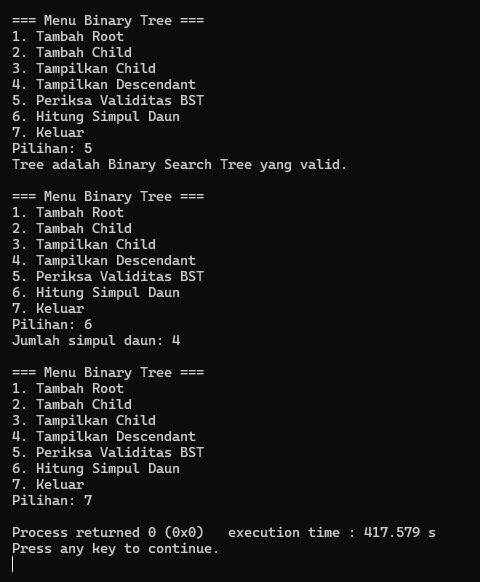 === Menu Binary Tree ===
1. Tambah Root
2. Tambah Child
3. Tampilkan Child
4. Tampilkan Descendant
5. Periksa Validitas BST
6. Hitung Simpul Daun
7. Keluar
Pilihan: 5
Tree adalah Binary Search Tree yang valid.

=== Menu Binary Tree ===
1. Tambah Root
2. Tambah Child
3. Tampilkan Child
4. Tampilkan Descendant
5. Periksa Validitas BST
6. Hitung Simpul Daun
7. Keluar
Pilihan: 6
Jumlah simpul daun: 4

=== Menu Binary Tree ===
1. Tambah Root
2. Tambah Child
3. Tampilkan Child
4. Tampilkan Descendant
5. Periksa Validitas BST
6. Hitung Simpul Daun
7. Keluar
Pilihan: 7

Process returned 0 (0x0)   execution time : 417.579 s
Press any key to continue.